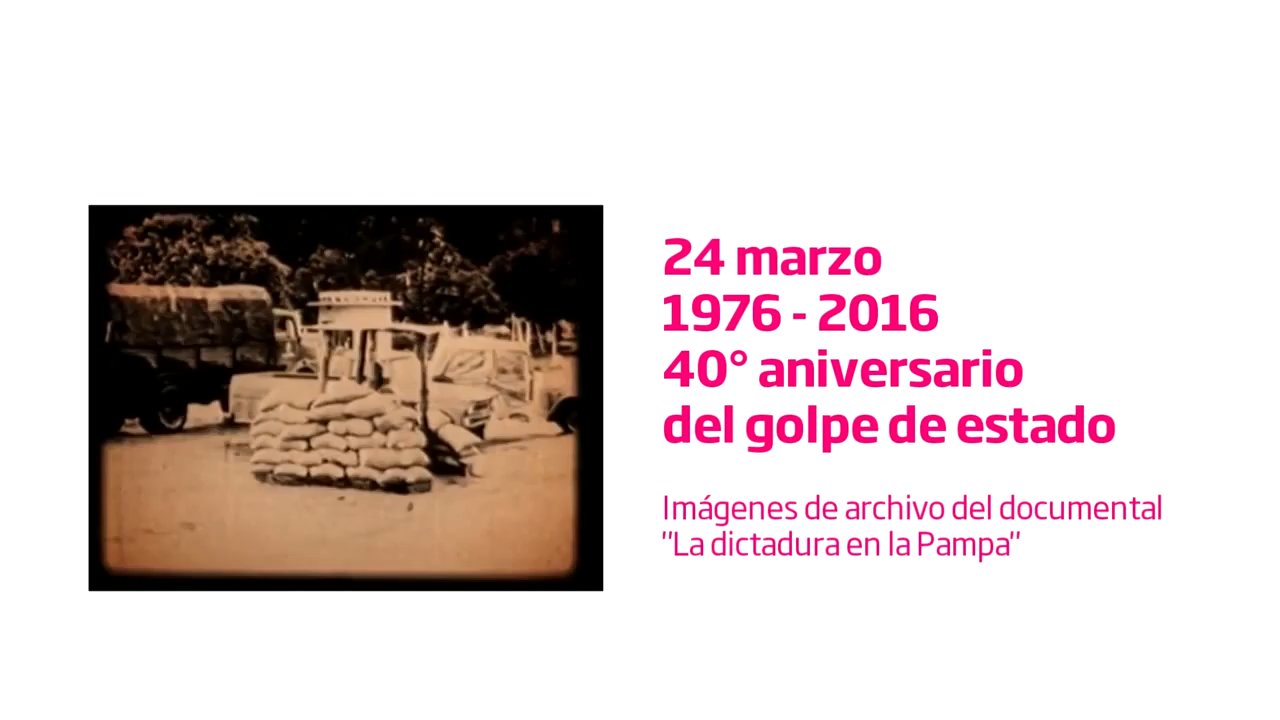 24 marzo
1976 - 2016
40° aniversario
del golpe de estado
Imágenes de archivo del documental
"La dictadura en la Pampa"